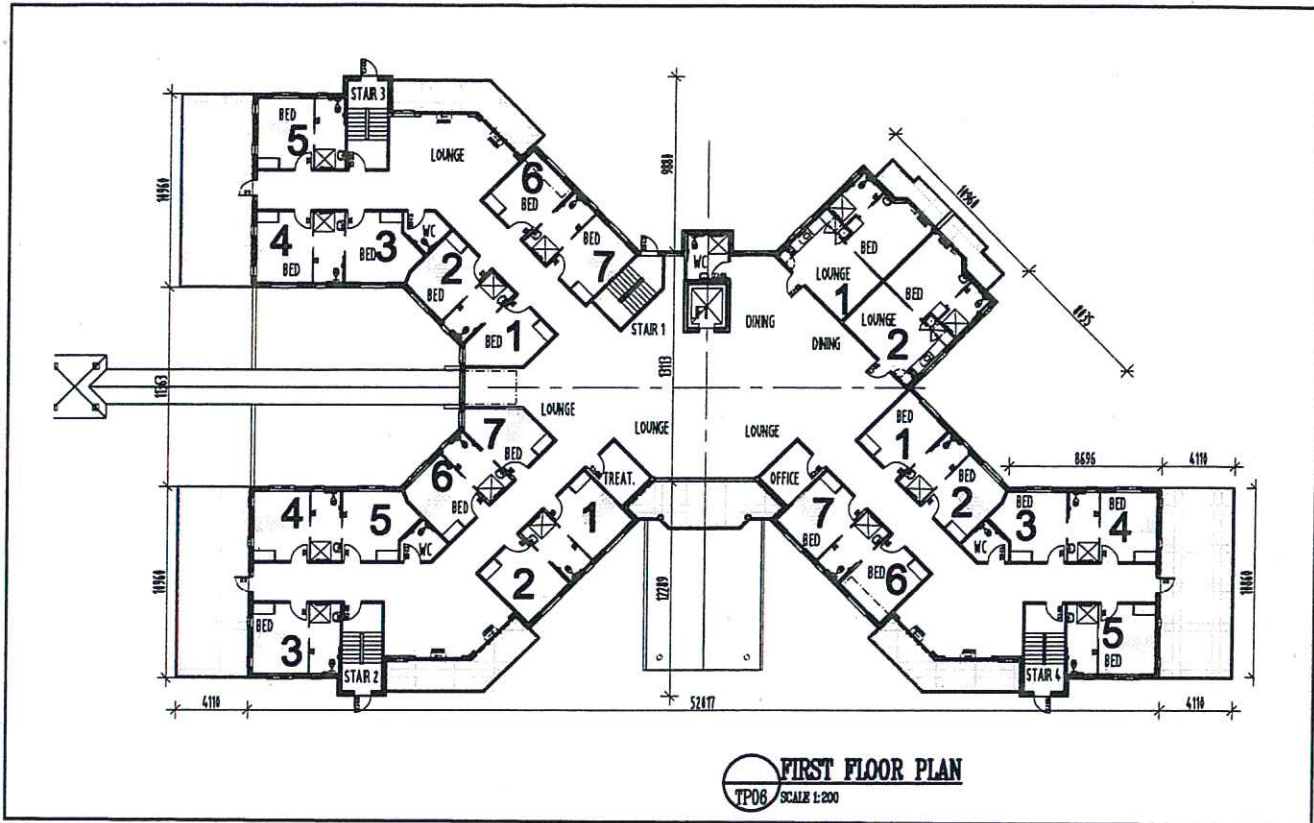 STAIR 3
BED
5
LOUNGE
10960
9880
6
BED
10960
4
BED
3
BED
WC
2
BED
BED
7
WC
BED
LOUNGE
1
BED
LOUNGE
2
8135
STAIR 1
DINING
DINING
1
BED
11363
13113
LOUNGE
LOUNGE
LOUNGE
7
BED
BED
1
6
BED
TREAT.
OFFICE
8696
4110
4
5
WC
1
2
7
BED
BED
2
BED
3
BED
4
WC
BED
6
10960
12289
10860
BED
3
STAIR 2
STAIR 4
5
BED
4110
52017
4110
FIRST FLOOR PLAN
TP06
SCALE 1:200